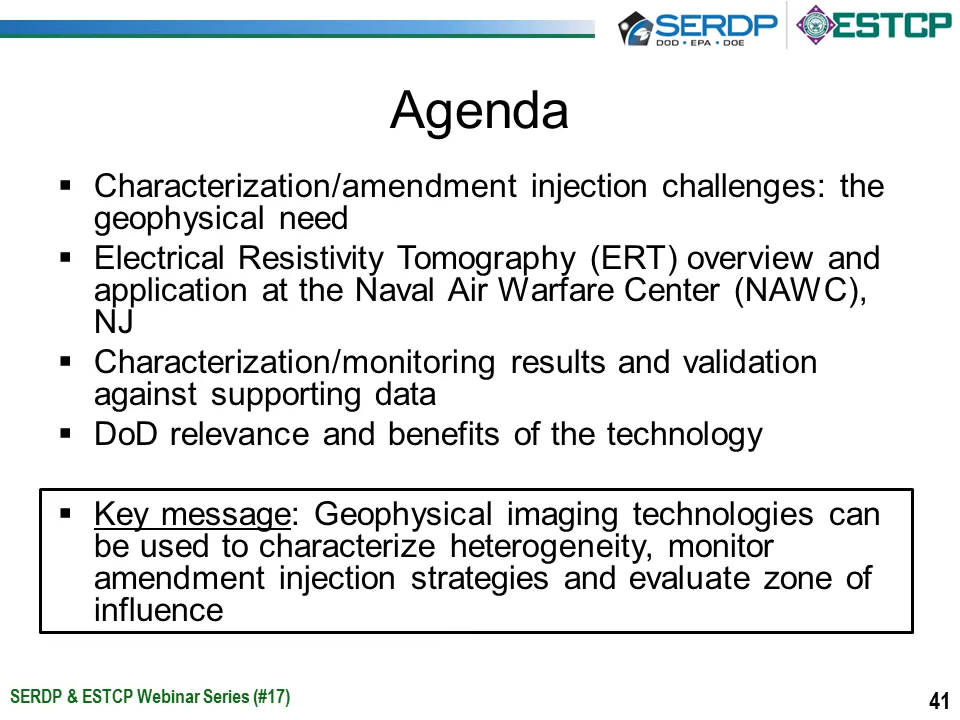 SERDP
DOD • EPA • DOE
ESTCP
Agenda
▪ Characterization/amendment injection challenges: the
geophysical need
▪ Electrical Resistivity Tomography (ERT) overview and
application at the Naval Air Warfare Center (NAWC),
NJ
▪ Characterization/monitoring results and validation
against supporting data
▪ DoD relevance and benefits of the technology
▪ Key message: Geophysical imaging technologies can
be used to characterize heterogeneity, monitor
amendment injection strategies and evaluate zone of
influence
SERDP & ESTCP Webinar Series (#17)
41